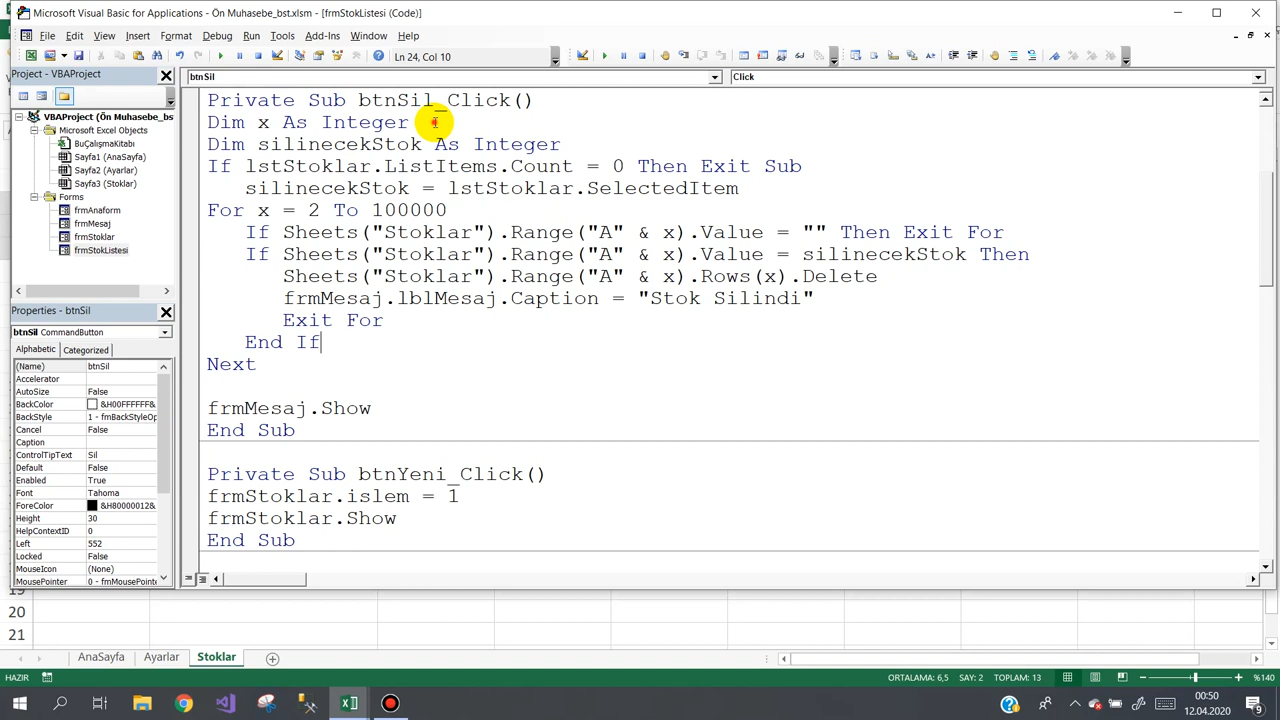 Microsoft Visual Basic for Applications - Ön Muhasebe_bst.xlsm - [frmStokListesi (Code)]
File Edit View Insert Format Debug Run Tools Add-Ins Window Help
Ln 24, Col 10
Project - VBAProject
btnSil
Click
VBAProject (Ön Muhasebe_bs
Microsoft Excel Objects
BuÇalışmaKitabı
Sayfa1 (AnaSayfa)
Sayfa2 (Ayarlar)
Sayfa3 (Stoklar)
Forms
frmAnaform
frmMesaj
frmStoklar
frmStokListesi
Properties - btnSil
btnSil CommandButton
Alphabetic Categorized
(Name) btnSil
Accelerator
AutoSize False
BackColor &H00FFFFFF&
BackStyle 1 - fmBackStyleOp
Cancel False
Caption
ControlTipText Sil
Default False
Enabled True
Font Tahoma
ForeColor &H80000012&
Height 30
HelpContextID 0
Left 552
Locked False
MouseIcon (None)
MousePointer 0 - fmMousePointe
Private Sub btnSil_Click()
Dim x As Integer
Dim silinecekStok As Integer
If lstStoklar.ListItems.Count = 0 Then Exit Sub
silinecekStok = lstStoklar.SelectedItem
For x = 2 To 100000
If Sheets("Stoklar").Range("A" & x).Value = "" Then Exit For
If Sheets("Stoklar").Range("A" & x).Value = silinecekStok Then
Sheets("Stoklar").Range("A" & x).Rows(x).Delete
frmMesaj.lblMesaj.Caption = "Stok Silindi"
Exit For
End If
Next
frmMesaj.Show
End Sub
Private Sub btnYeni_Click()
frmStoklar.islem = 1
frmStoklar.Show
End Sub
20
21
AnaSayfa Ayarlar Stoklar
HAZIR
ORTALAMA: 6,5 SAY: 2 TOPLAM: 13
%140
00:50
12.04.2020
9